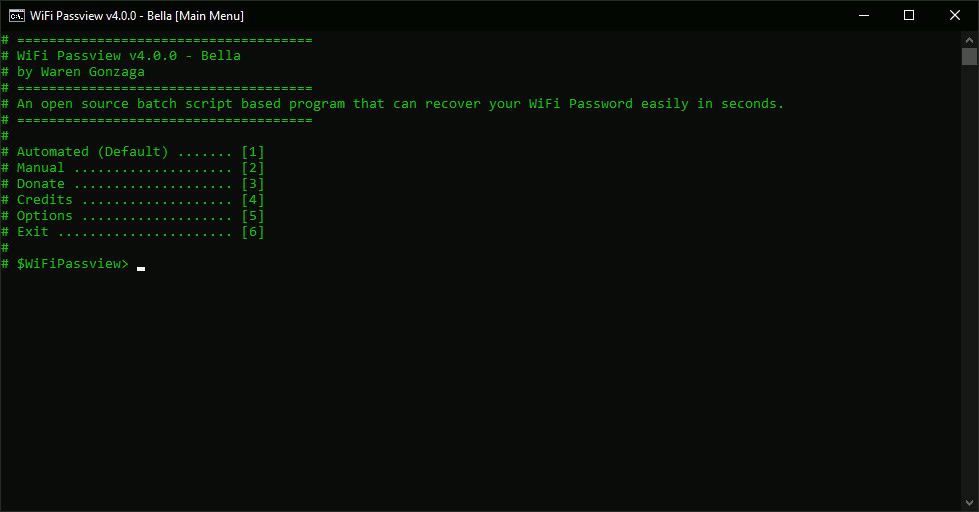 C:\. WiFi Passview v4.0.0 - Bella [Main Menu]
# =====================================
# WiFi Passview v4.0.0 - Bella
# by Waren Gonzaga
# =====================================
# An open source batch script based program that can recover your WiFi Password easily in seconds.
# =====================================
#
# Automated (Default) ....... [1]
# Manual .................... [2]
# Donate .................... [3]
# Credits ................... [4]
# Options ................... [5]
# Exit ...................... [6]
#
# $WiFiPassview>